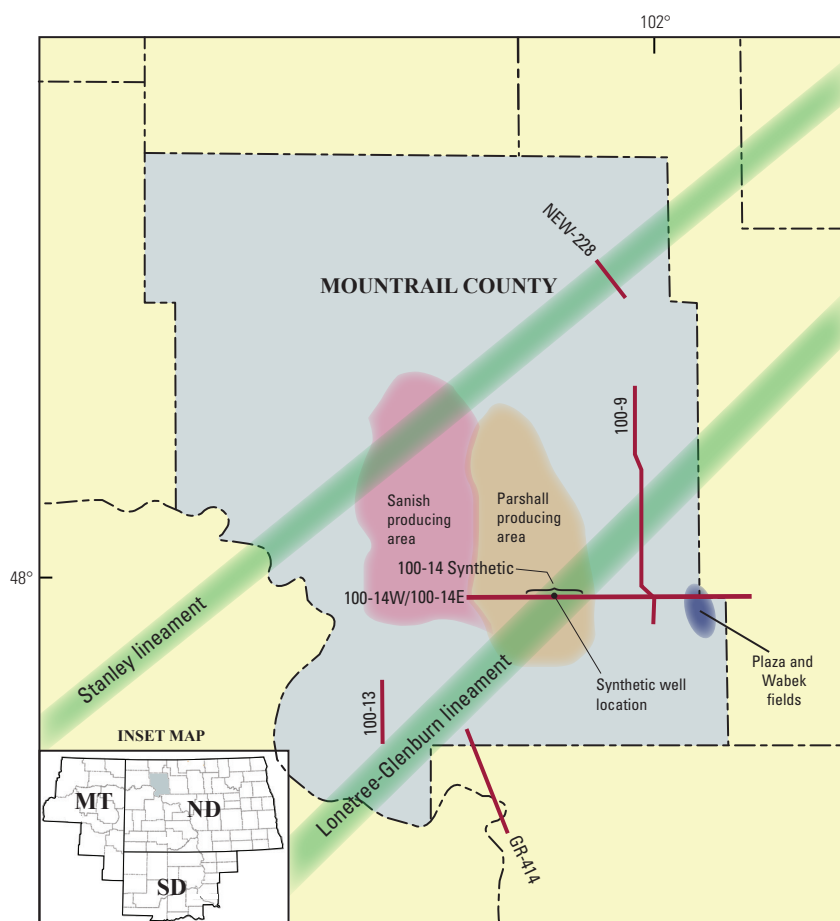 102°
NEW-228
MOUNTRAIL COUNTY
100-9
Sanish
producing
area
Parshall
producing
area
100-14 Synthetic
48°
100-14W/100-14E
Stanley lineament
Lonetree-Glenburn lineament
Synthetic well
location
Plaza and
Wabek
fields
100-13
GR-414
INSET MAP
MT
ND
SD